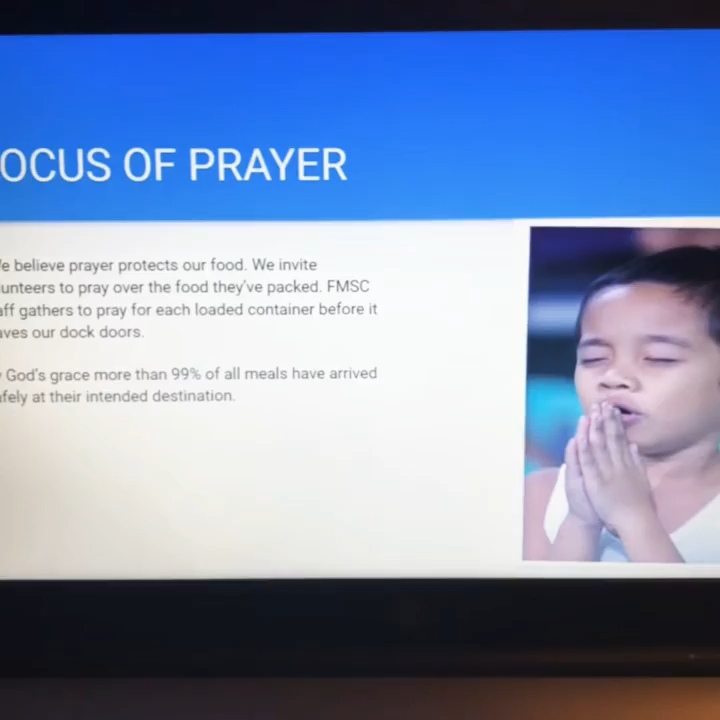 OCUS OF PRAYER
e believe prayer protects our food. We invite
unteers to pray over the food they've packed. FMSC
aff gathers to pray for each loaded container before it
aves our dock doors.
God's grace more than 99% of all meals have arrived
fely at their intended destination.